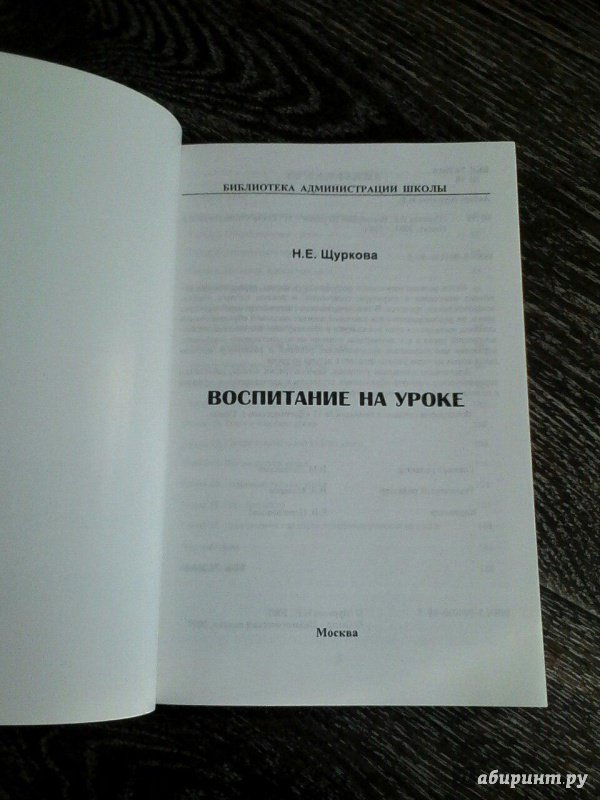 БИБЛИОТЕКА АДМИНИСТРАЦИИ ШКОЛЫ
Н.Е. Щуркова
ВОСПИТАНИЕ НА УРОКЕ
Москва
абиринт.ру